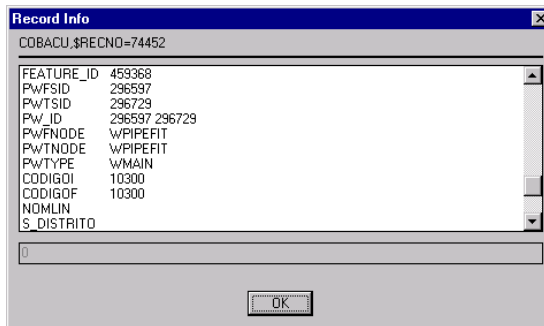 Record Info
COBACU,$RECNO=74452
FEATURE_ID 459368
PWFSID 296597
PWTSID 296729
PW_ID 296597 296729
PWFNODE WPIPEFIT
PWTNODE WPIPEFIT
PWTYPE WMAIN
CODIGOI 10300
CODIGOF 10300
NOMLIN
S_DISTRITO
0
OK